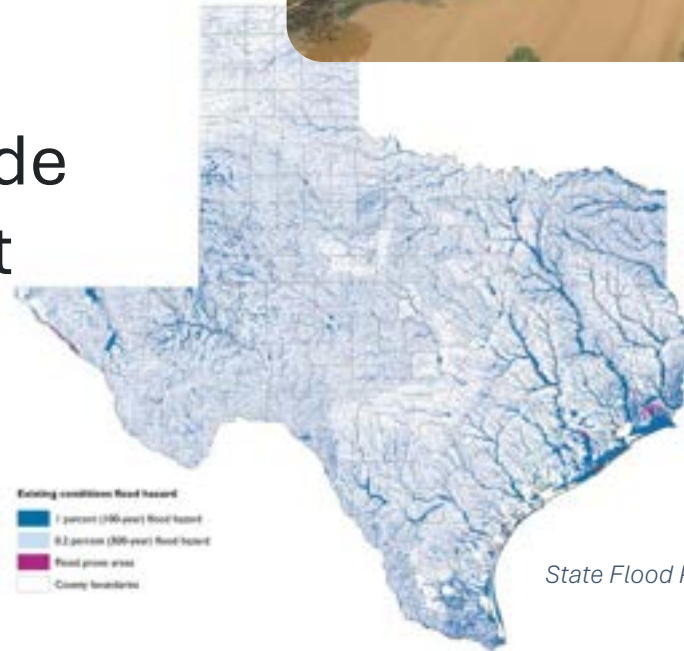 de
t
Existing conditions flood hazard
1 percent (100-year) flood hazard
0.2 percent (500-year) flood hazard
Flood prone areas
County boundaries
State Flood